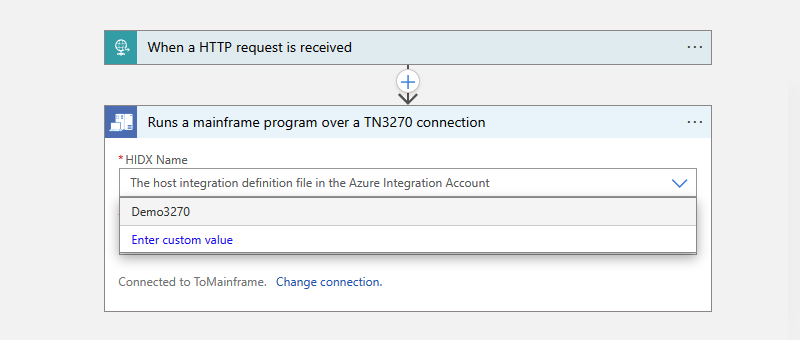 When a HTTP request is received
Runs a mainframe program over a TN3270 connection
* HIDX Name
The host integration definition file in the Azure Integration Account
Demo3270
Enter custom value
Connected to ToMainframe. Change connection.